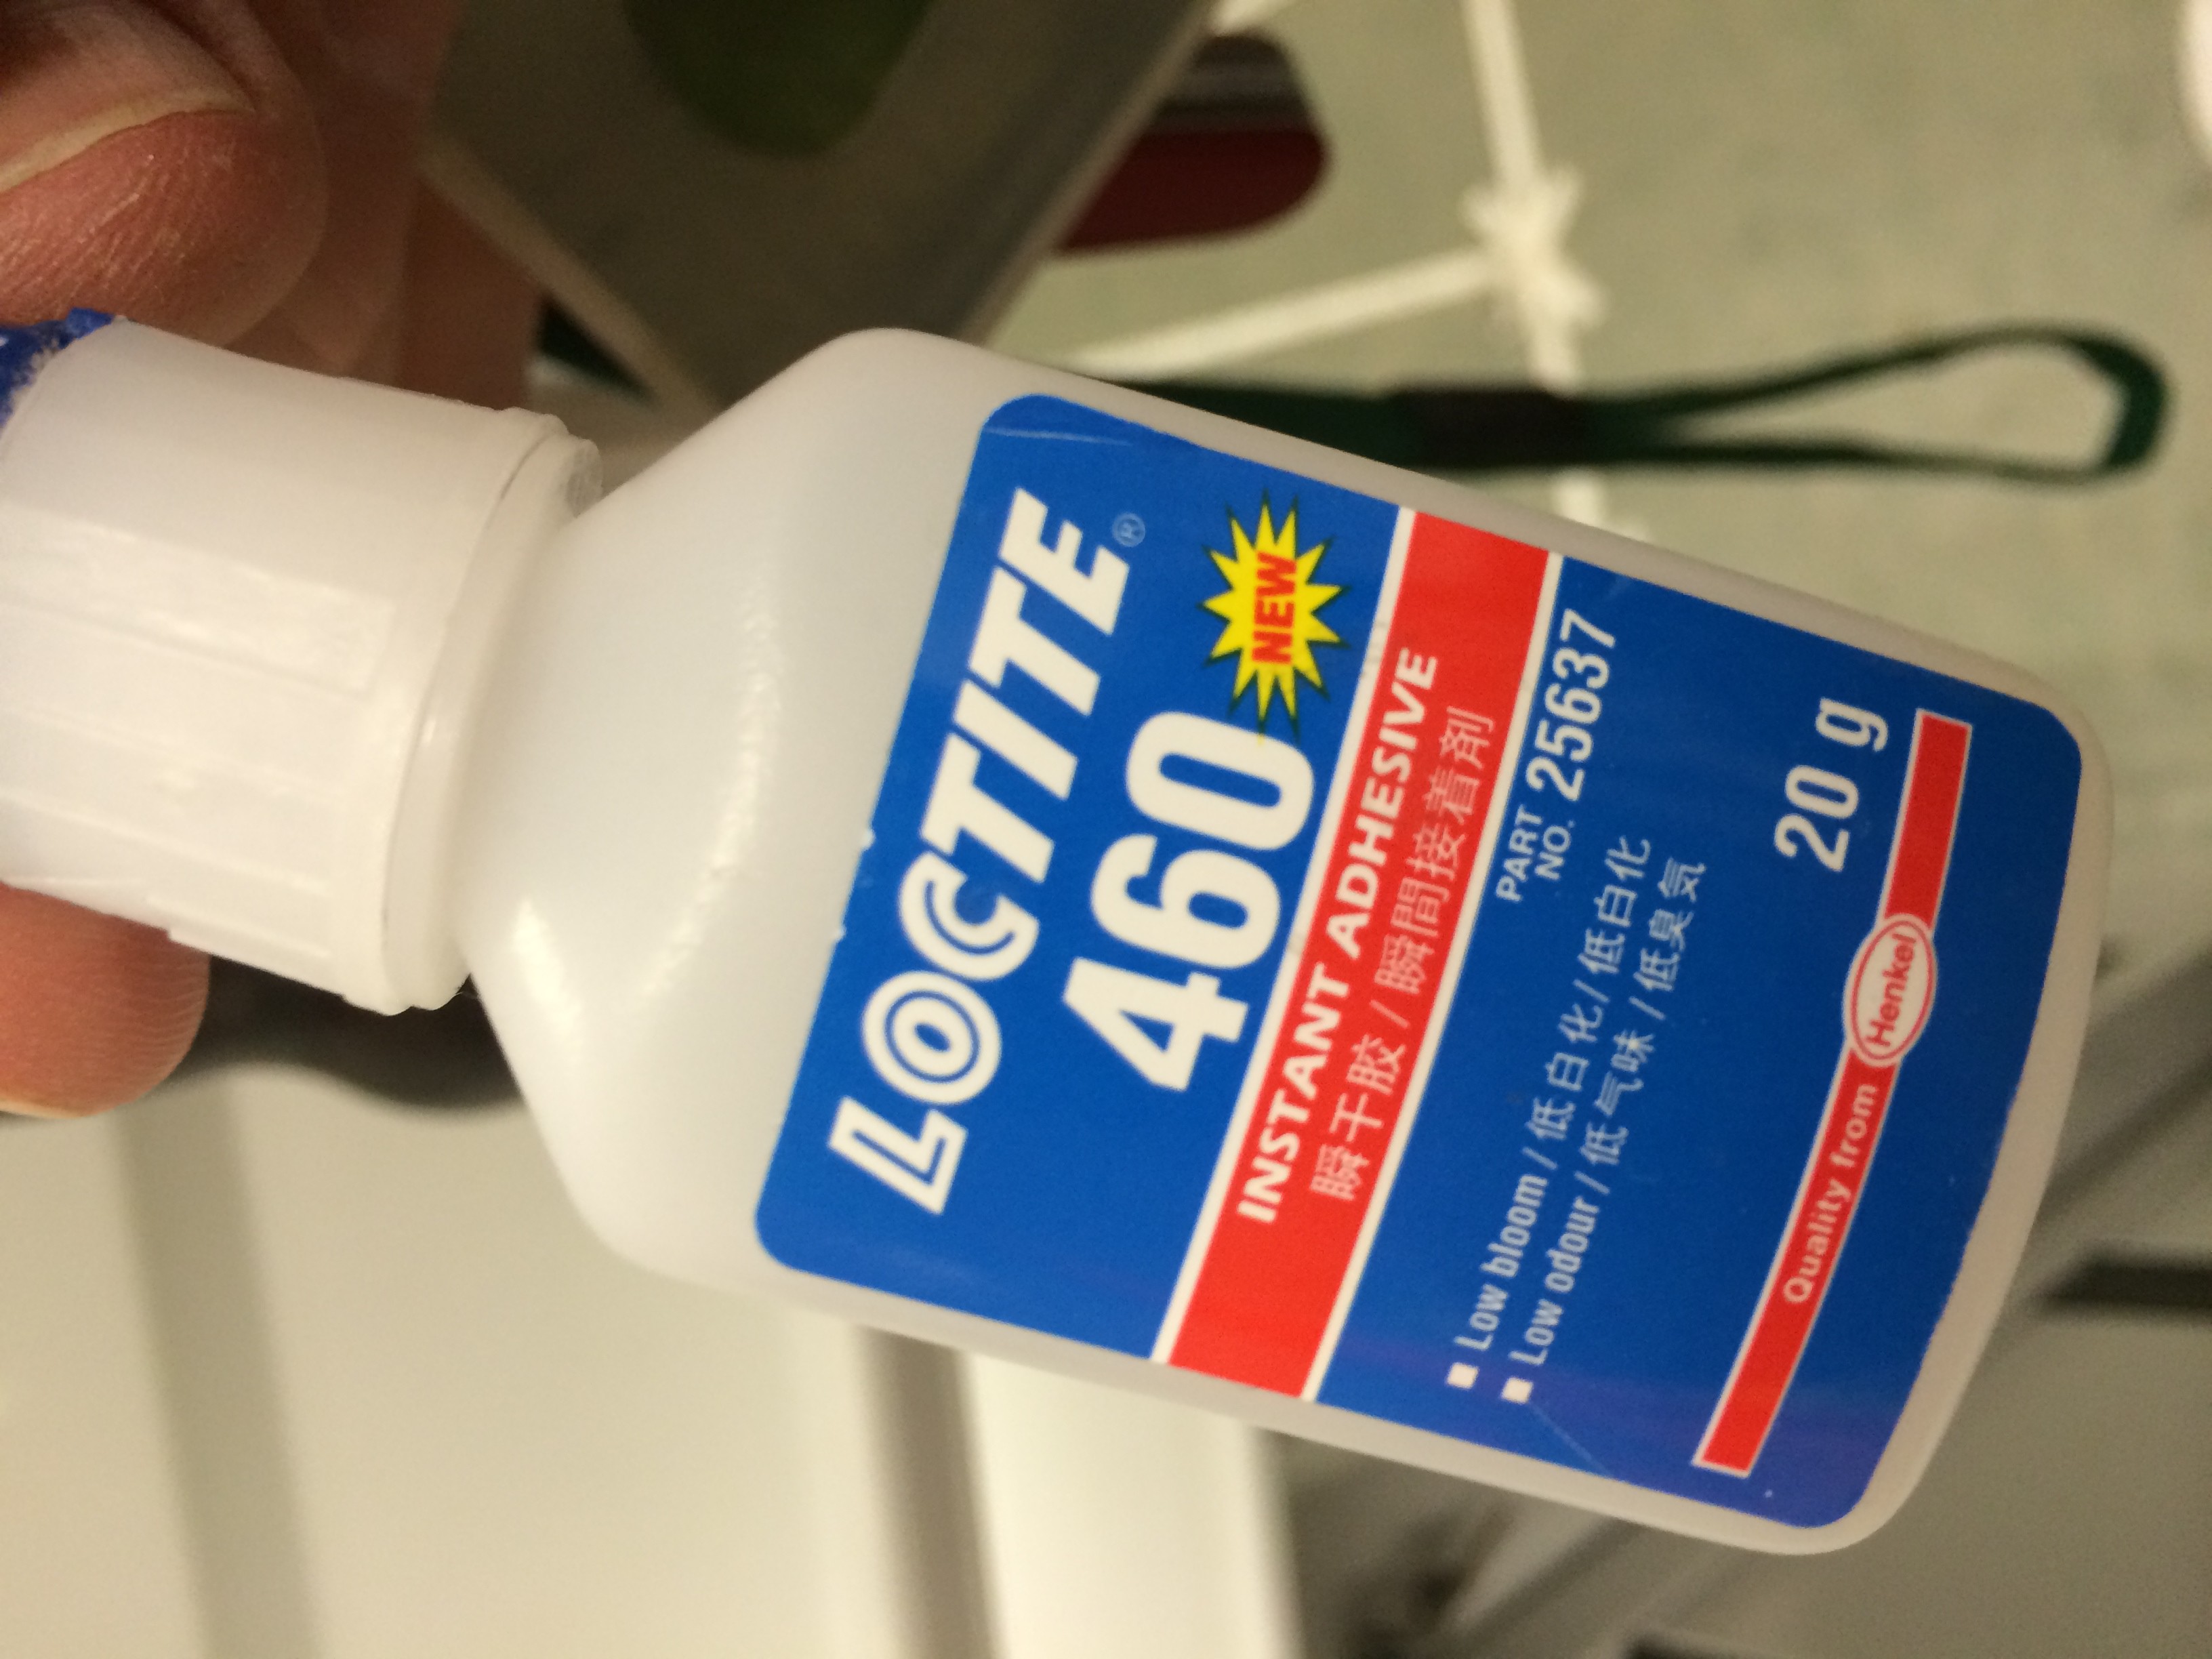 LOCTITE®
460
NEW
INSTANT ADHESIVE
瞬干胶 / 瞬間接着剤
PART NO. 25637
■ Low bloom / 低白化 / 低白化
■ Low odour / 低气味 / 低臭気
20 g
Quality from Henkel